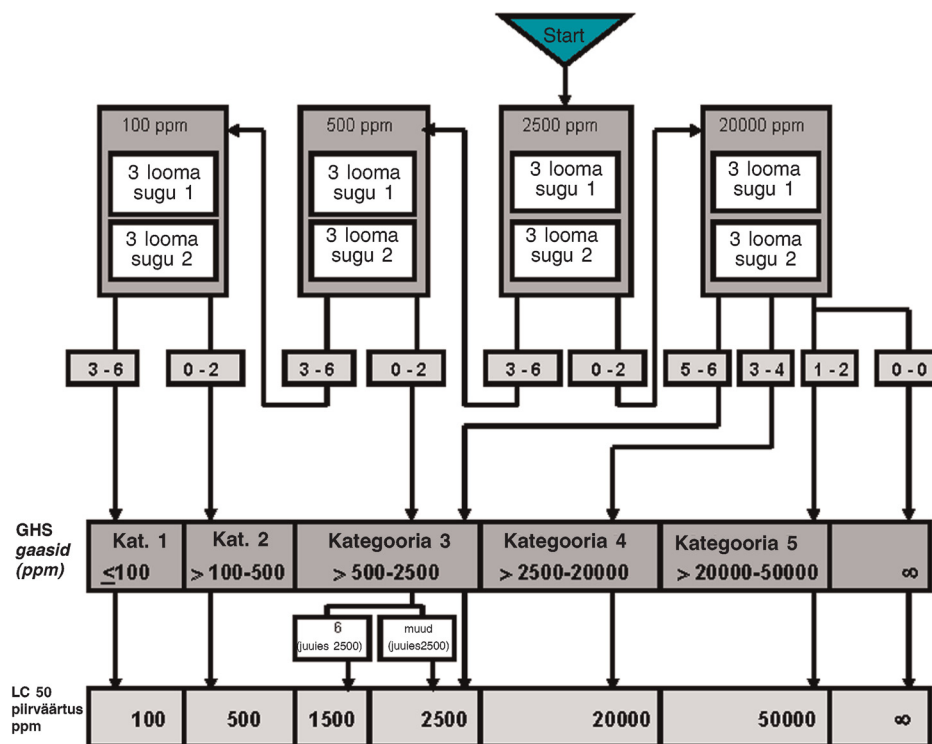 Start
100 ppm
500 ppm
2500 ppm
20000 ppm
3 looma
sugu 1
3 looma
sugu 1
3 looma
sugu 1
3 looma
sugu 1
3 looma
sugu 2
3 looma
sugu 2
3 looma
sugu 2
3 looma
sugu 2
3 - 6
0 - 2
3 - 6
0 - 2
3 - 6
0 - 2
5 - 6
3 - 4
1 - 2
0 - 0
GHS
gaasid
(ppm)
Kat. 1
≤100
Kat. 2
> 100-500
Kategooria 3
> 500-2500
Kategooria 4
> 2500-20000
Kategooria 5
> 20000-50000
∞
6
(juuies 2500)
muud
(juuies2500)
LC 50
piirväärtus
ppm
100
500
1500
2500
20000
50000
∞